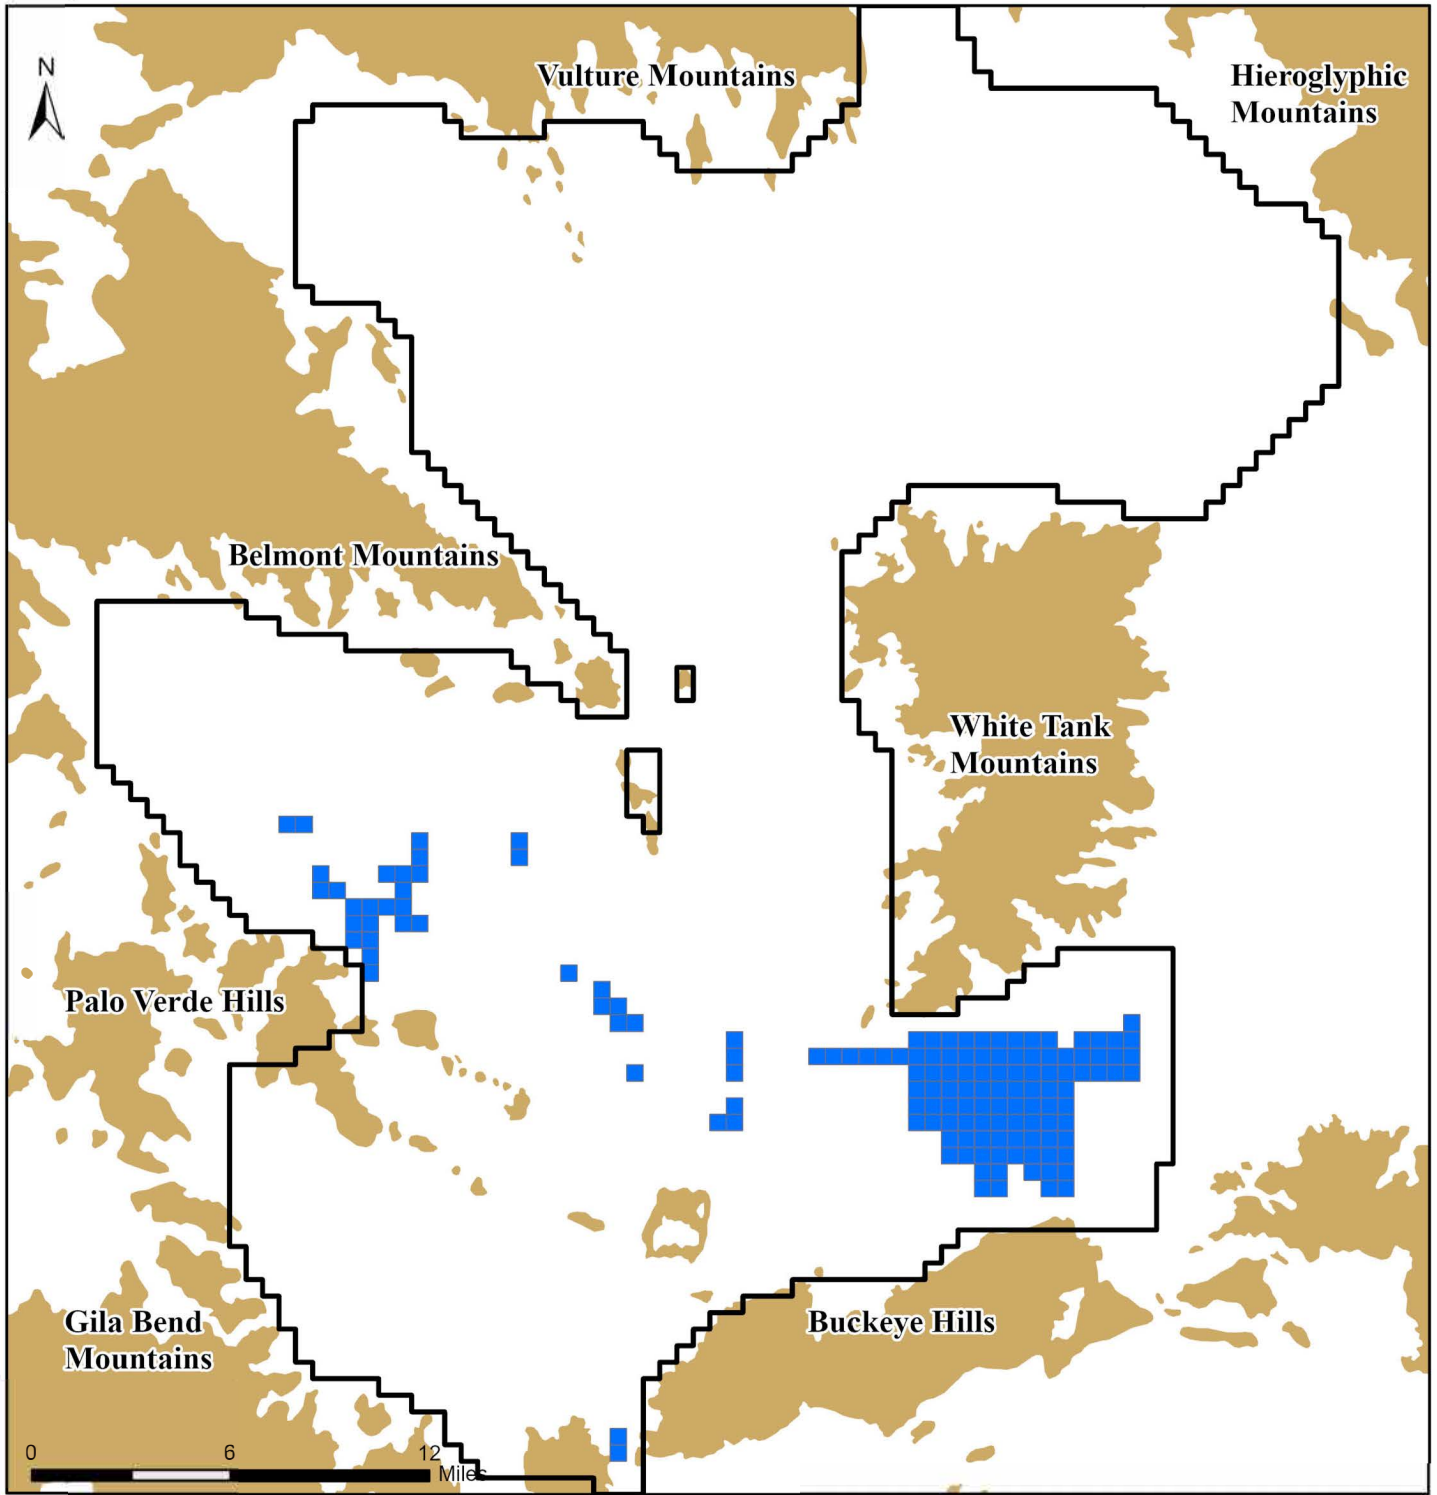 N
Vulture Mountains
Hieroglyphic
Mountains
Belmont Mountains
White Tank
Mountains
Palo Verde Hills
Gila Bend
Mountains
Buckeye Hills
0 6 12
Miles